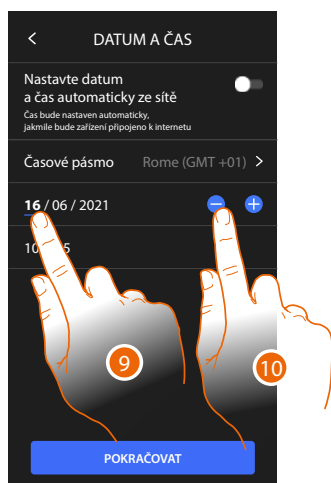 DATUM A ČAS
Nastavte datum
a čas automaticky ze sítě
Čas bude nastaven automaticky,
jakmile bude zařízení připojeno k internetu
Časové pásmo Rome (GMT +01)
16 / 06 / 2021
9
10
POKRAČOVAT